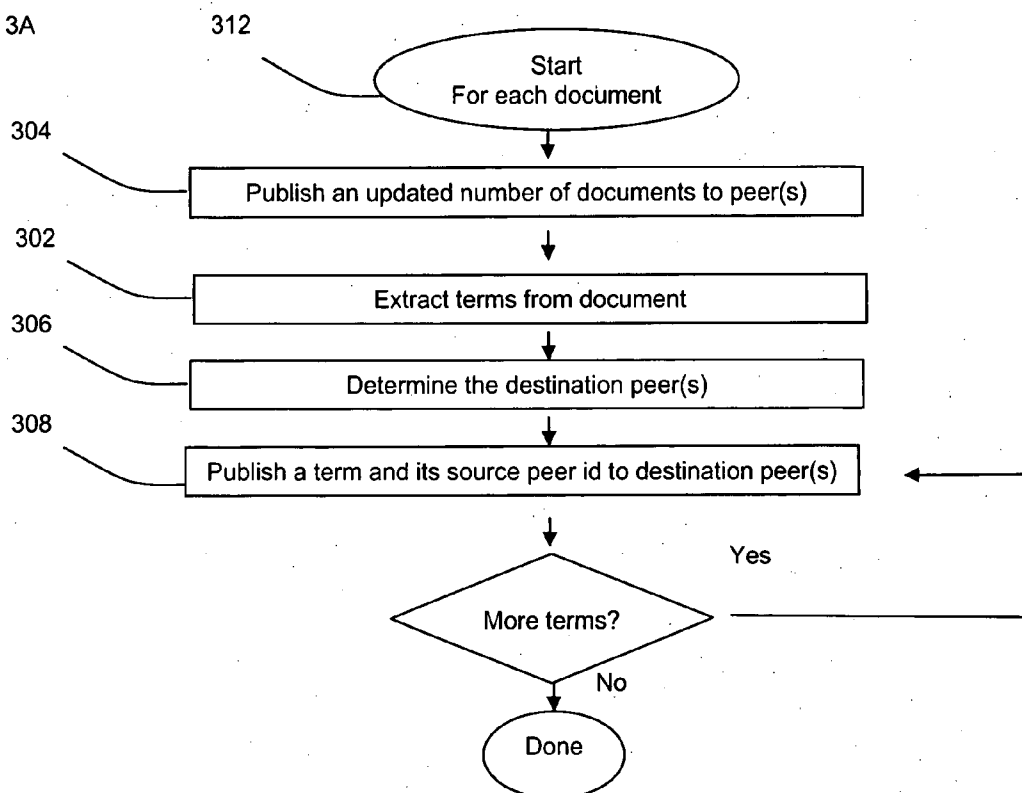 3A
312
Start
For each document
304
Publish an updated number of documents to peer(s)
302
Extract terms from document
306
Determine the destination peer(s)
308
Publish a term and its source peer id to destination peer(s)
Yes
More terms?
No
Done